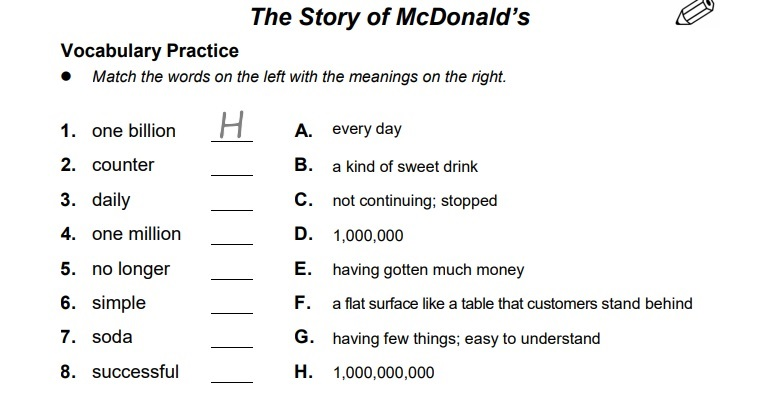 The Story of McDonald's
Vocabulary Practice
● Match the words on the left with the meanings on the right.
1. one billion H A. every day
2. counter ____ B. a kind of sweet drink
3. daily ____ C. not continuing; stopped
4. one million ____ D. 1,000,000
5. no longer ____ E. having gotten much money
6. simple ____ F. a flat surface like a table that customers stand behind
7. soda ____ G. having few things; easy to understand
8. successful ____ H. 1,000,000,000